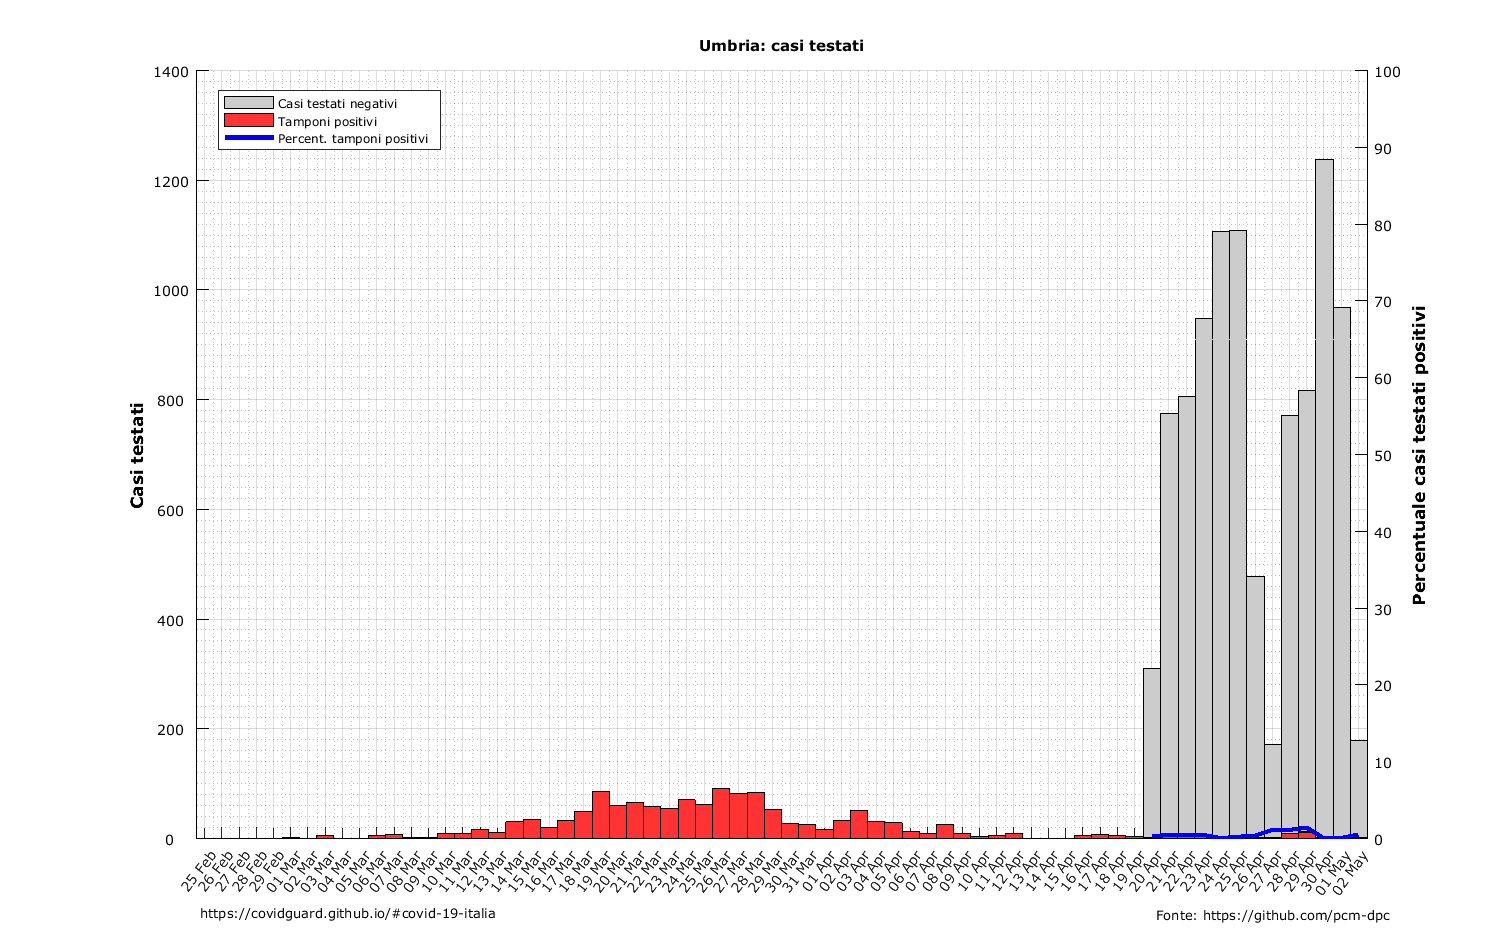 Umbria: casi testati
1400
1200
1000
800
600
400
200
0
100
90
80
70
60
50
40
30
20
10
0
Casi testati negativi
Tamponi positivi
Percent. tamponi positivi
Casi testati
Percentuale casi testati positivi
25 Feb
26 Feb
27 Feb
28 Feb
29 Feb
01 Mar
02 Mar
03 Mar
04 Mar
05 Mar
06 Mar
07 Mar
08 Mar
09 Mar
10 Mar
11 Mar
12 Mar
13 Mar
14 Mar
15 Mar
16 Mar
17 Mar
18 Mar
19 Mar
20 Mar
21 Mar
22 Mar
23 Mar
24 Mar
25 Mar
26 Mar
27 Mar
28 Mar
29 Mar
30 Mar
31 Mar
01 Apr
02 Apr
03 Apr
04 Apr
05 Apr
06 Apr
07 Apr
08 Apr
09 Apr
10 Apr
11 Apr
12 Apr
13 Apr
14 Apr
15 Apr
16 Apr
17 Apr
18 Apr
19 Apr
20 Apr
21 Apr
22 Apr
23 Apr
24 Apr
25 Apr
26 Apr
27 Apr
28 Apr
29 Apr
30 Apr
01 May
02 May
https://covidguard.github.io/#covid-19-italia
Fonte: https://github.com/pcm-dpc